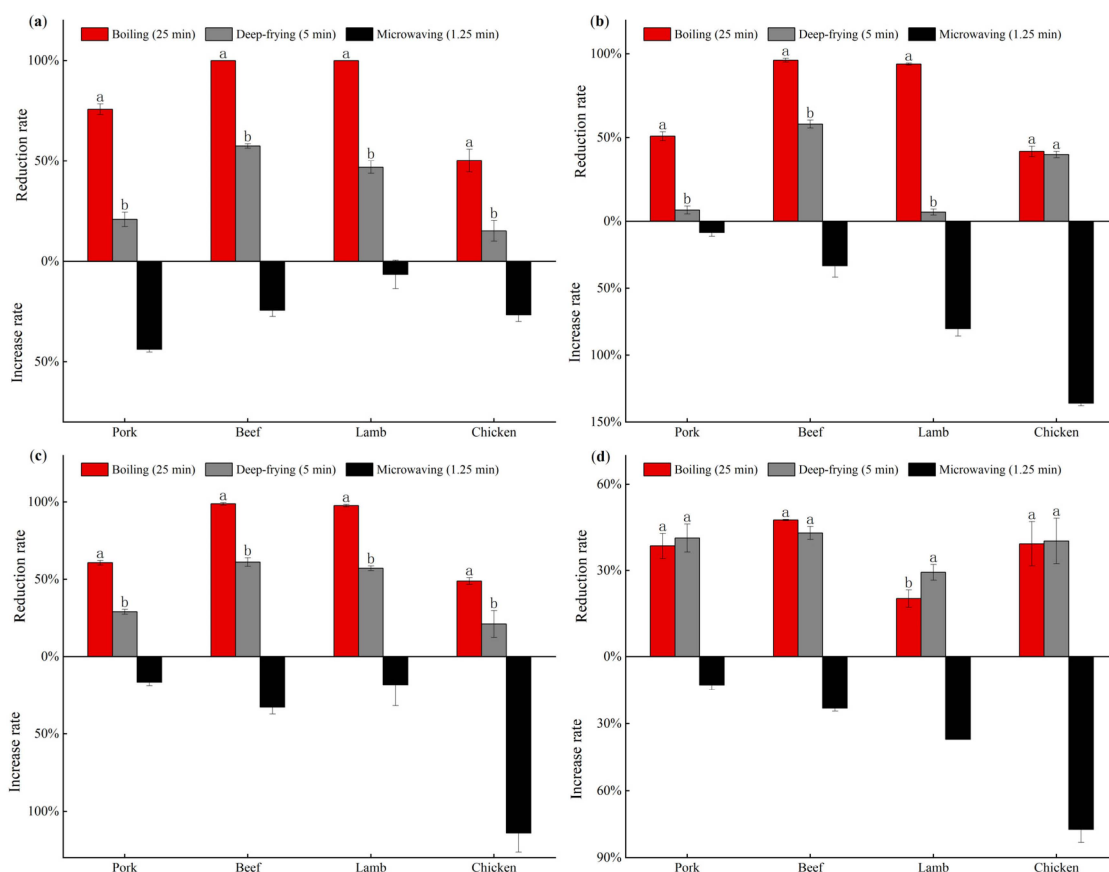 (a)
Boiling (25 min) Deep-frying (5 min) Microwaving (1.25 min)
100%
50%
0%
50%
Reduction rate
Increase rate
a b a b a b a b
Pork Beef Lamb Chicken
(b)
Boiling (25 min) Deep-frying (5 min) Microwaving (1.25 min)
100%
50%
0%
50%
100%
150%
Reduction rate
Increase rate
a b a b a b a a
Pork Beef Lamb Chicken
(c)
Boiling (25 min) Deep-frying (5 min) Microwaving (1.25 min)
100%
50%
0%
50%
100%
Reduction rate
Increase rate
a b a b a b a b
Pork Beef Lamb Chicken
(d)
Boiling (25 min) Deep-frying (5 min) Microwaving (1.25 min)
60%
30%
0%
30%
60%
90%
Reduction rate
Increase rate
a a a a b a a a
Pork Beef Lamb Chicken